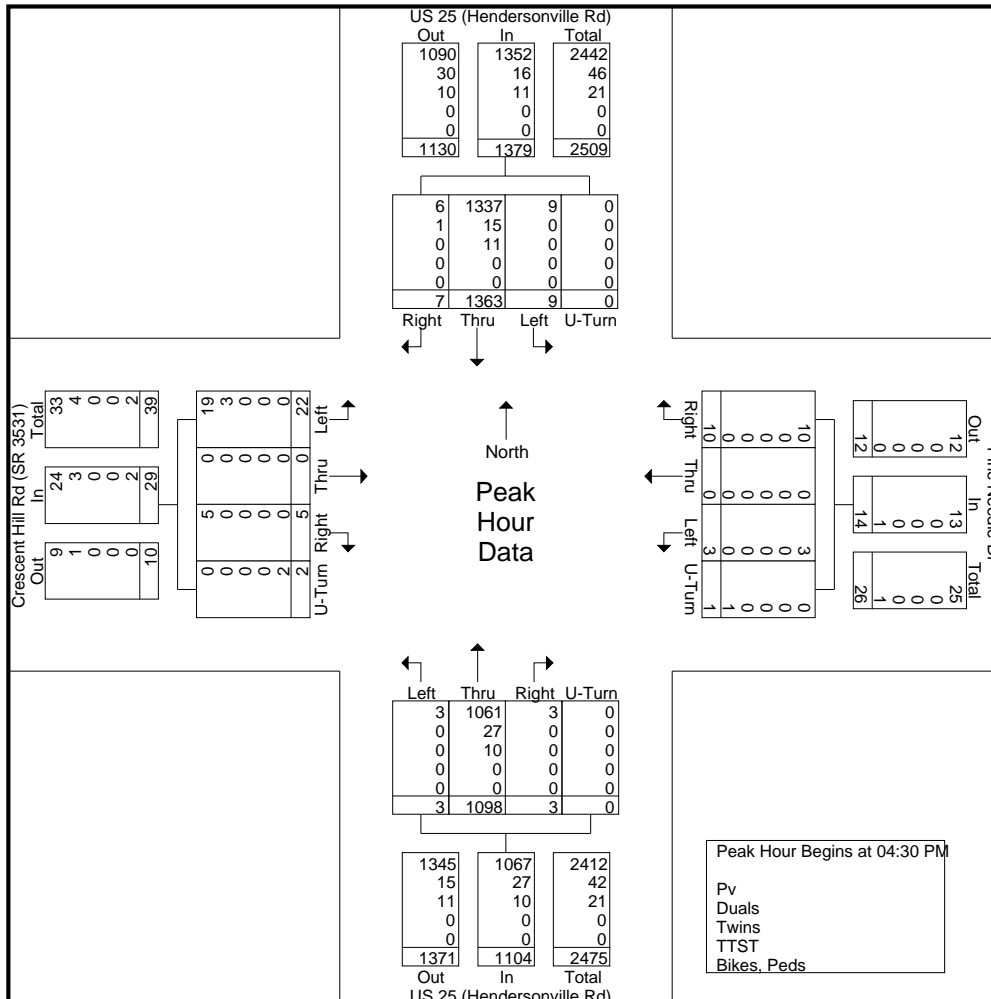 US 25 (Hendersonville Rd)
Out In Total
1090 1352 2442
30 16 46
10 11 21
0 0 0
0 0 0
1130 1379 2509
6 1337 9 0
1 15 0 0
0 11 0 0
0 0 0 0
0 0 0 0
7 1363 9 0
Right Thru Left U-Turn
Crescent Hill Rd (SR 3531)
Out In Total
9 24 33
1 3 4
0 0 0
0 0 0
0 2 2
10 29 39
0 5 0 19
0 0 0 3
0 0 0 0
0 0 0 0
2 0 0 0
2 5 0 22
U-Turn Right Thru Left
North
Peak
Hour
Data
Out In Total
12 13 25
0 0 0
0 0 0
0 0 0
0 1 1
12 14 26
10 0 3 0
0 0 0 0
0 0 0 0
0 0 0 0
0 0 0 1
10 0 3 1
Right Thru Left U-Turn
Left Thru Right U-Turn
3 1061 3 0
0 27 0 0
0 10 0 0
0 0 0 0
0 0 0 0
3 1098 3 0
1345 1067 2412
15 27 42
11 10 21
0 0 0
0 0 0
1371 1104 2475
Out In Total
US 25 (Hendersonville Rd)
Peak Hour Begins at 04:30 PM
Pv
Duals
Twins
TTST
Bikes, Peds